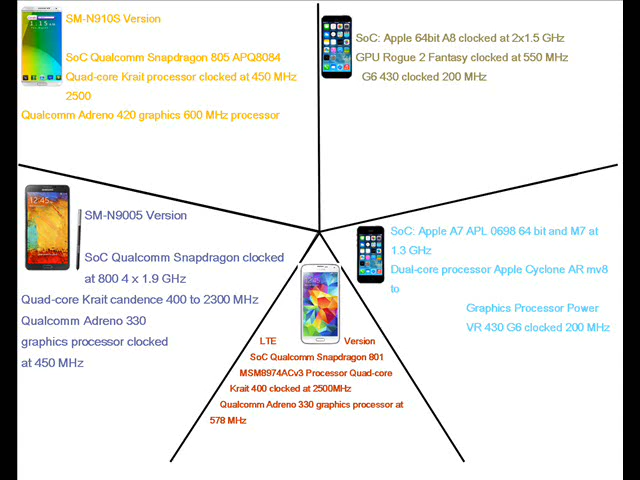 SM-N910S Version
SoC Qualcomm Snapdragon 805 APQ8084
Quad-core Krait processor clocked at 450 MHz
2500
Qualcomm Adreno 420 graphics 600 MHz processor
SoC: Apple 64bit A8 clocked at 2x1.5 GHz
GPU Rogue 2 Fantasy clocked at 550 MHz
G6 430 clocked 200 MHz
SM-N9005 Version
SoC Qualcomm Snapdragon clocked
at 800 4 x 1.9 GHz
Quad-core Krait candence 400 to 2300 MHz
Qualcomm Adreno 330
graphics processor clocked
at 450 MHz
SoC: Apple A7 APL 0698 64 bit and M7 at
1.3 GHz
Dual-core processor Apple Cyclone AR mv8
to
Graphics Processor Power
VR 430 G6 clocked 200 MHz
LTE Version
SoC Qualcomm Snapdragon 801
MSM8974ACv3 Processor Quad-core
Krait 400 clocked at 2500MHz
Qualcomm Adreno 330 graphics processor at
578 MHz